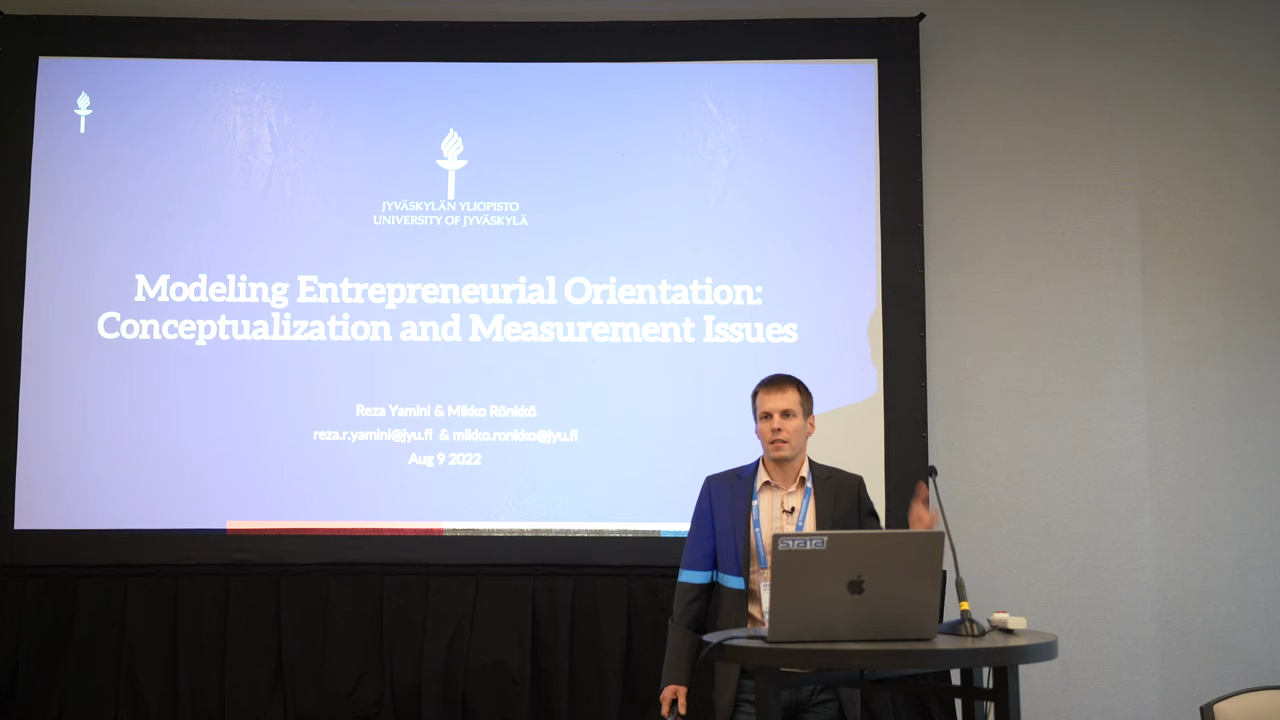 JYVÄSKYLÄN YLIOPISTO
UNIVERSITY OF JYVÄSKYLÄ
Modeling Entrepreneurial Orientation:
Conceptualization and Measurement Issues
Reza Yamini & Mikko Rönkkö
reza.r.yamini@jyu.fi & mikko.ronkko@jyu.fi
Aug 9 2022
STATA